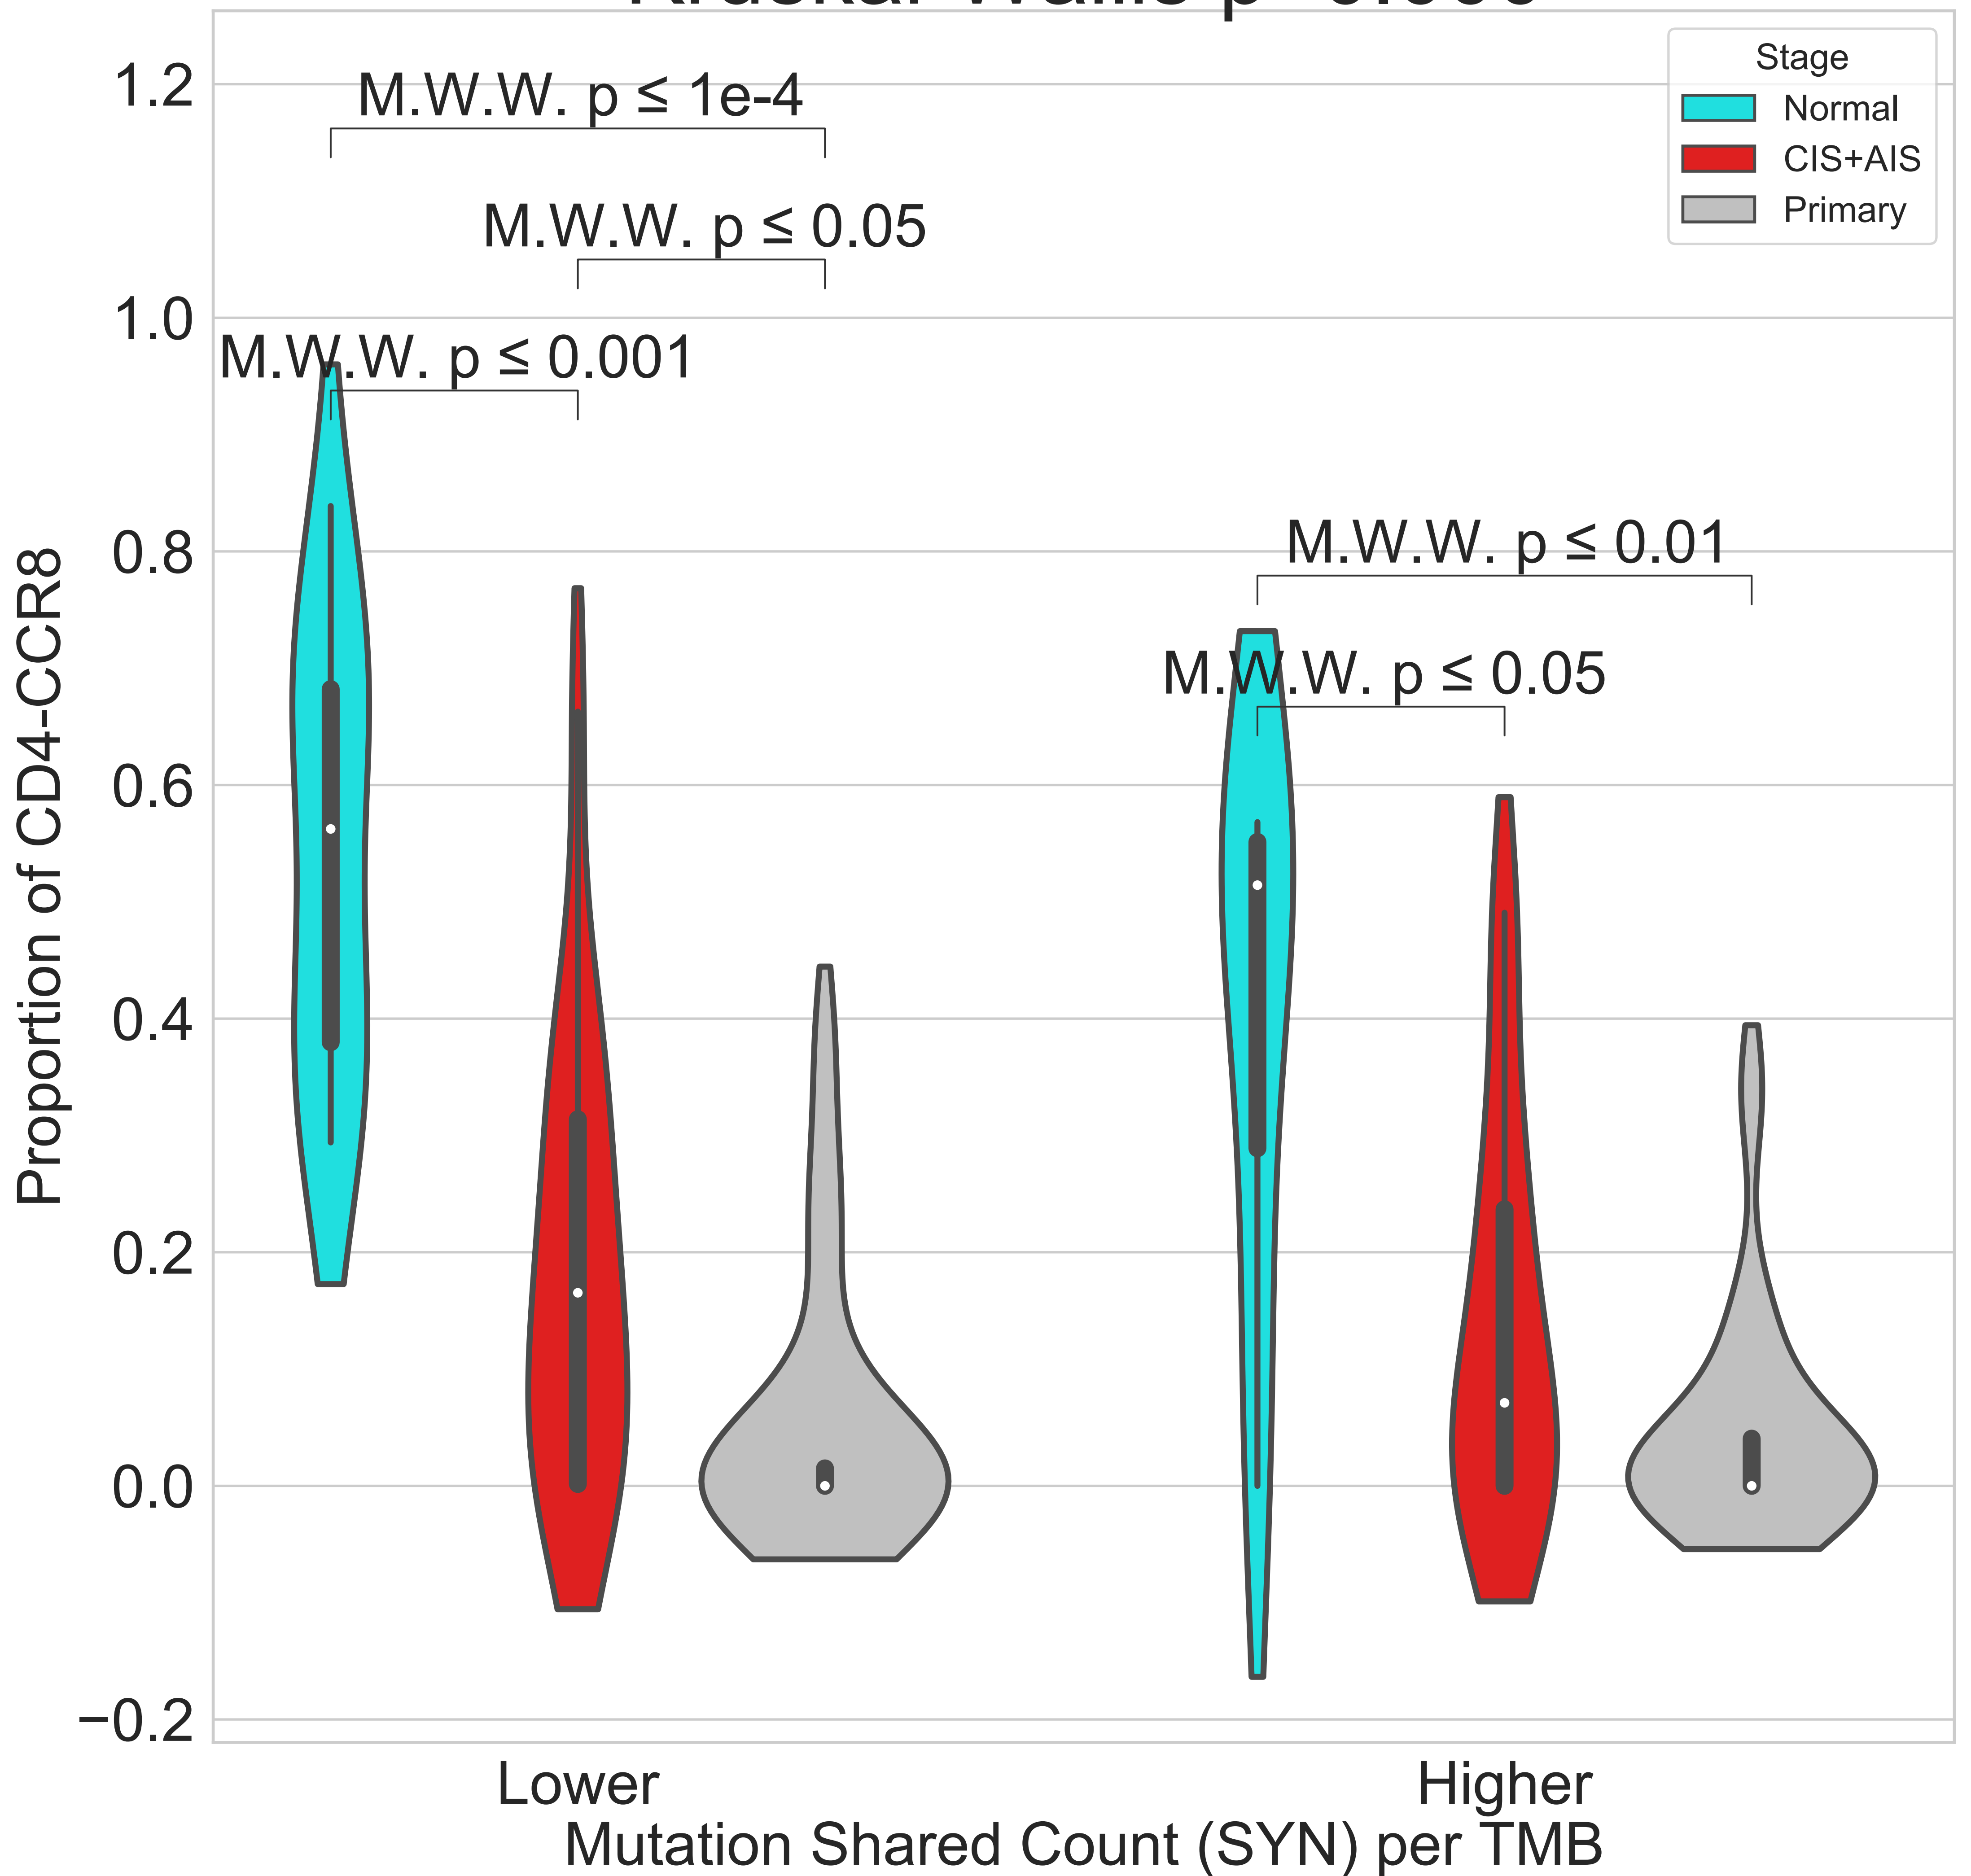 1.2
1.0
0.8
0.6
0.4
0.2
0.0
−0.2
Proportion of CD4-CCR8
M.W.W. p ≤ 1e-4
M.W.W. p ≤ 0.05
M.W.W. p ≤ 0.001
M.W.W. p ≤ 0.01
M.W.W. p ≤ 0.05
Stage
Normal
CIS+AIS
Primary
Lower
Higher
Mutation Shared Count (SYN) per TMB